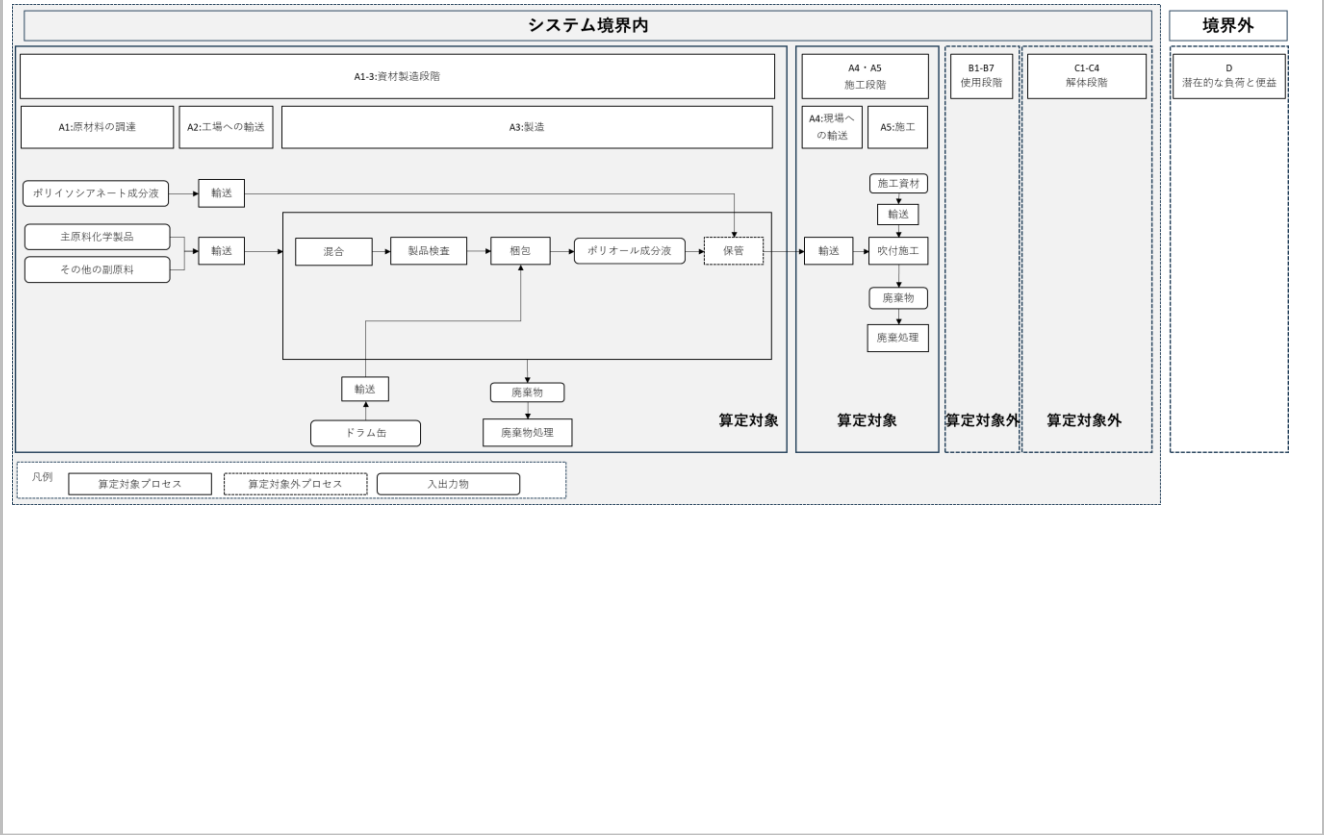 システム境界内
境界外
A1-3:資材製造段階
A4・A5
施工段階
B1-B7
使用段階
C1-C4
解体段階
D
潜在的な負荷と便益
A1:原材料の調達
A2:工場への輸送
A3:製造
A4:現場へ
の輸送
A5:施工
ポリイソシアネート成分液
輸送
施工資材
輸送
主原料化学製品
その他の副原料
輸送
混合
製品検査
梱包
ポリオール成分液
保管
輸送
吹付施工
廃棄物
廃棄処理
輸送
ドラム缶
廃棄物
廃棄物処理
算定対象
算定対象
算定対象外
算定対象外
凡例
算定対象プロセス
算定対象外プロセス
入出力物